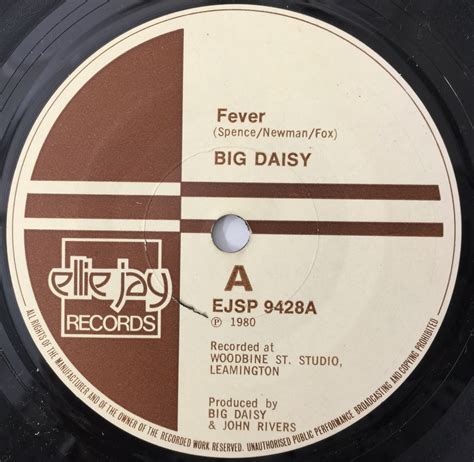 Fever
(Spence/Newman/Fox)
BIG DAISY
ellie jay
RECORDS
A
EJSP 9428A
℗ 1980
Recorded at
WOODBINE ST. STUDIO,
LEAMINGTON
Produced by
BIG DAISY
& JOHN RIVERS
ALL RIGHTS OF THE MANUFACTURER AND OF THE OWNER OF THE RECORDED WORK RESERVED. UNAUTHORISED PUBLIC PERFORMANCE BROADCASTING AND COPYING PROHIBITED